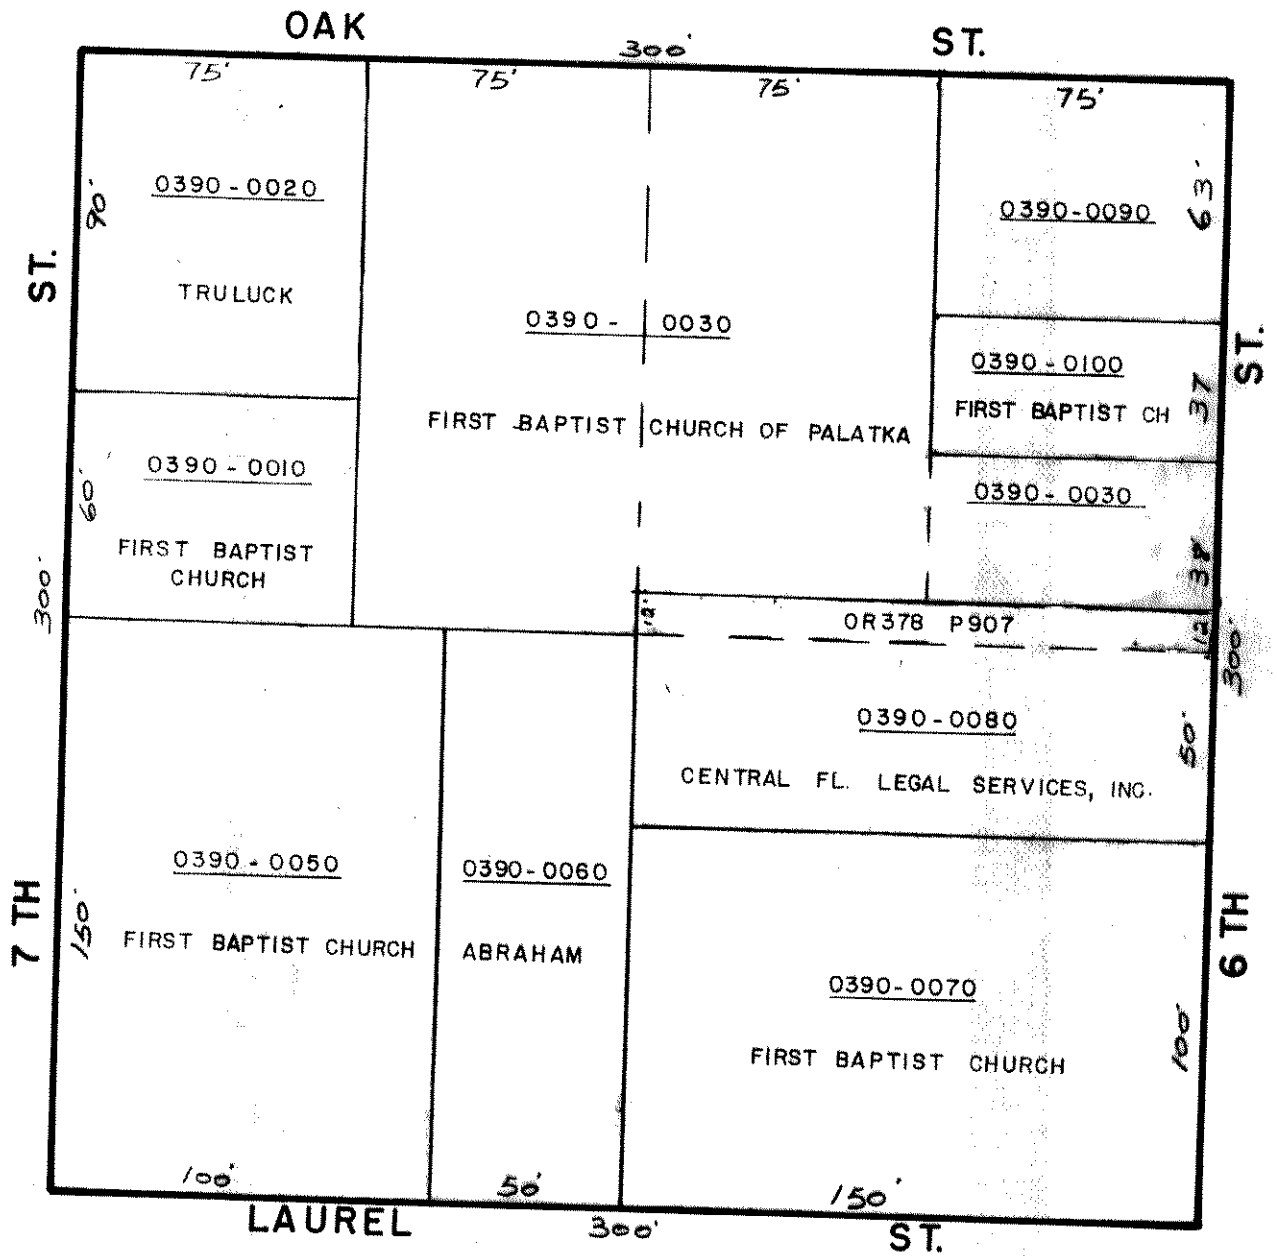 OAK ST.
300'
75' 75' 75' 75'
90'
0390-0020
TRULUCK
0390-0090
63'
ST.
ST.
0390-0030
FIRST BAPTIST CHURCH OF PALATKA
0390-0100
FIRST BAPTIST CH
37
0390-0010
60'
FIRST BAPTIST
CHURCH
0390-0030
38'
300'
12'
OR378 P907
12'
300'
0390-0080
CENTRAL FL. LEGAL SERVICES, INC.
50'
0390-0050
FIRST BAPTIST CHURCH
150'
7 TH
0390-0060
ABRAHAM
0390-0070
FIRST BAPTIST CHURCH
100'
6 TH
100'
50'
150'
LAUREL ST.
300'